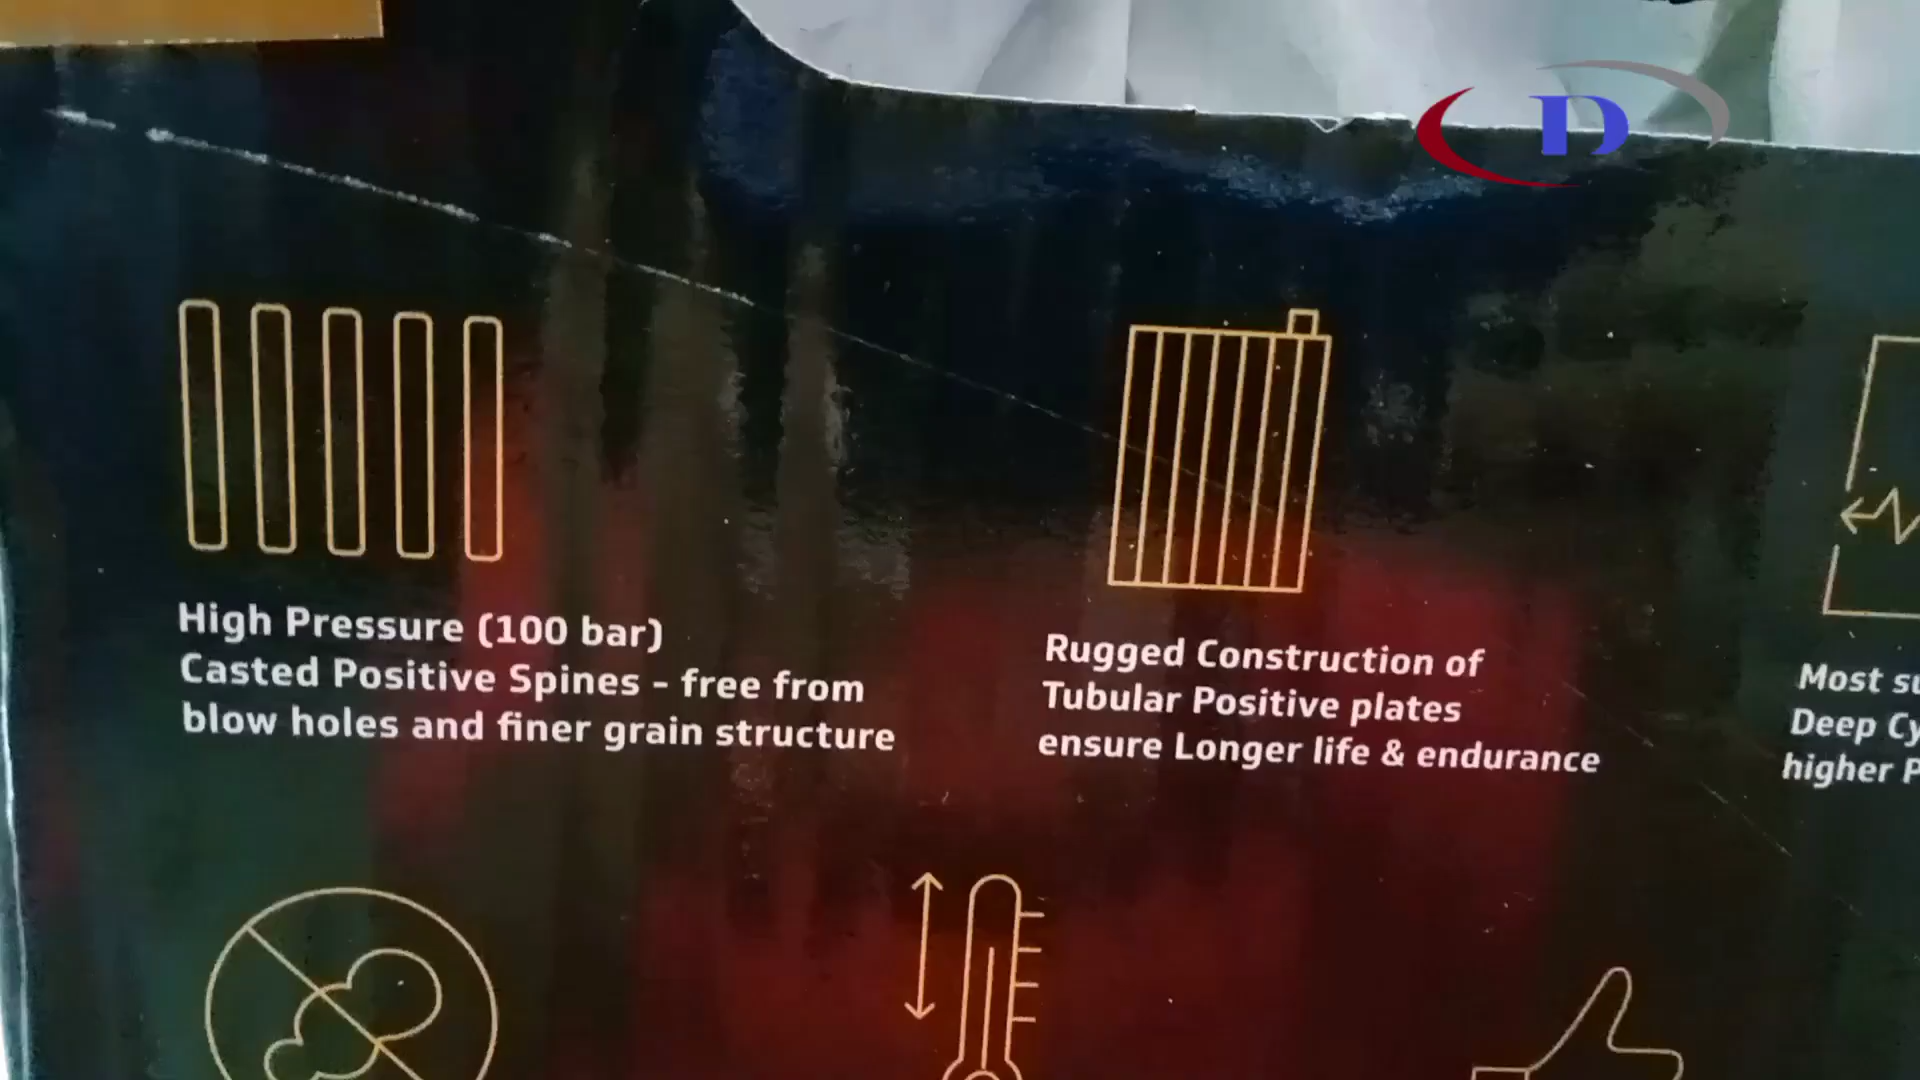 D
High Pressure (100 bar)
Casted Positive Spines - free from
blow holes and finer grain structure
Rugged Construction of
Tubular Positive plates
ensure Longer life & endurance
Most
Deep
higher